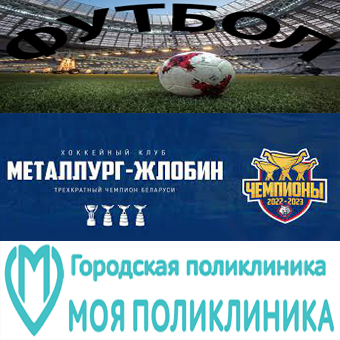 ФУТБОЛ
ХОККЕЙНЫЙ КЛУБ
МЕТАЛЛУРГ-ЖЛОБИН
ТРЕХКРАТНЫЙ ЧЕМПИОН БЕЛАРУСИ
ЧЕМПИОНЫ
2022-2023
М
Городская поликлиника
МОЯ ПОЛИКЛИНИКА